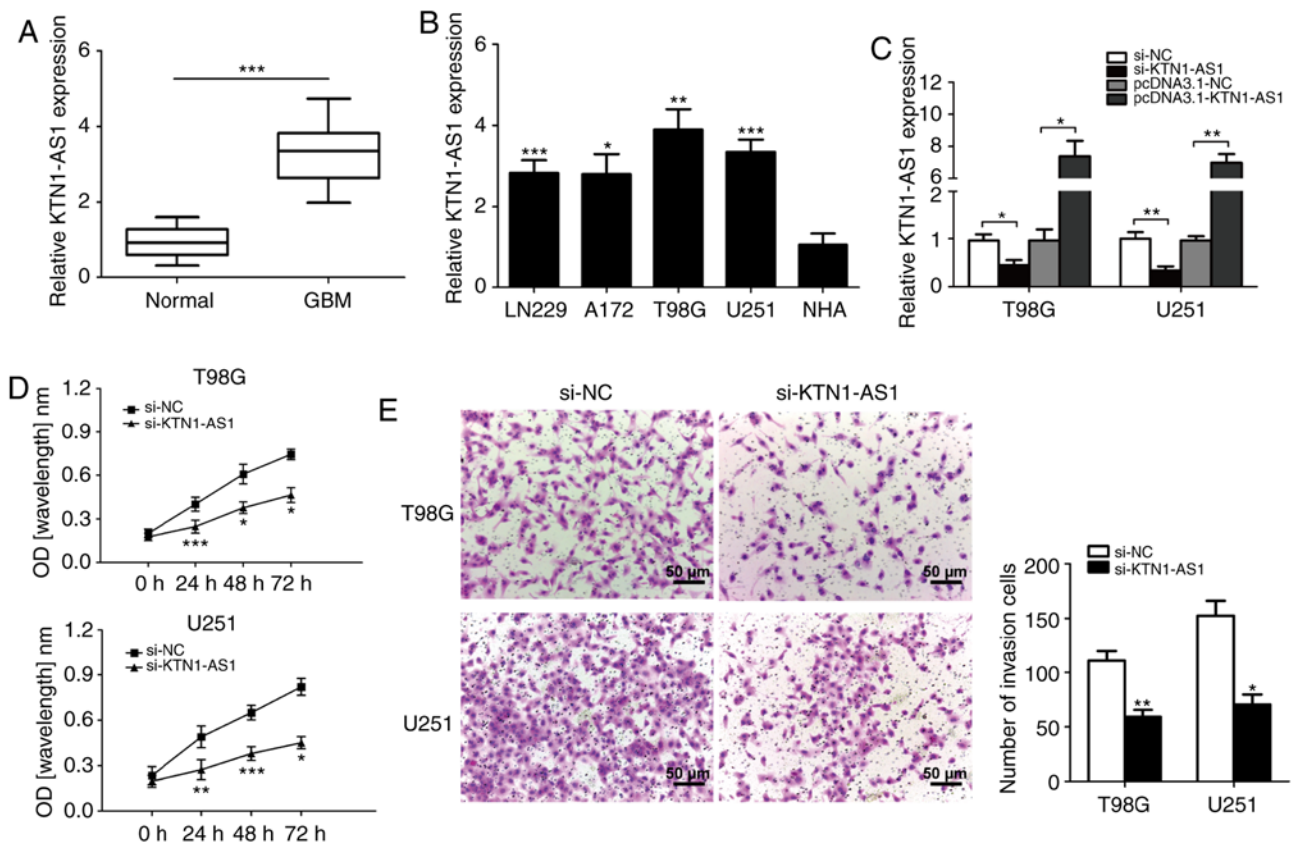 A
Relative KTN1-AS1 expression
6
4
2
0
***
Normal
GBM
B
Relative KTN1-AS1 expression
6
4
2
0
***
*
**
***
LN229
A172
T98G
U251
NHA
C
Relative KTN1-AS1 expression
si-NC
si-KTN1-AS1
pcDNA3.1-NC
pcDNA3.1-KTN1-AS1
12
10
8
6
2
1
0
*
*
**
**
T98G
U251
D
T98G
OD [wavelength] nm
1.2
0.9
0.6
0.3
0.0
si-NC
si-KTN1-AS1
***
*
*
0 h
24 h
48 h
72 h
U251
OD [wavelength] nm
1.2
0.9
0.6
0.3
0.0
si-NC
si-KTN1-AS1
**
***
*
0 h
24 h
48 h
72 h
E
si-NC
si-KTN1-AS1
T98G
50 µm
50 µm
U251
50 µm
50 µm
Number of invasion cells
si-NC
si-KTN1-AS1
200
150
100
50
0
**
*
T98G
U251